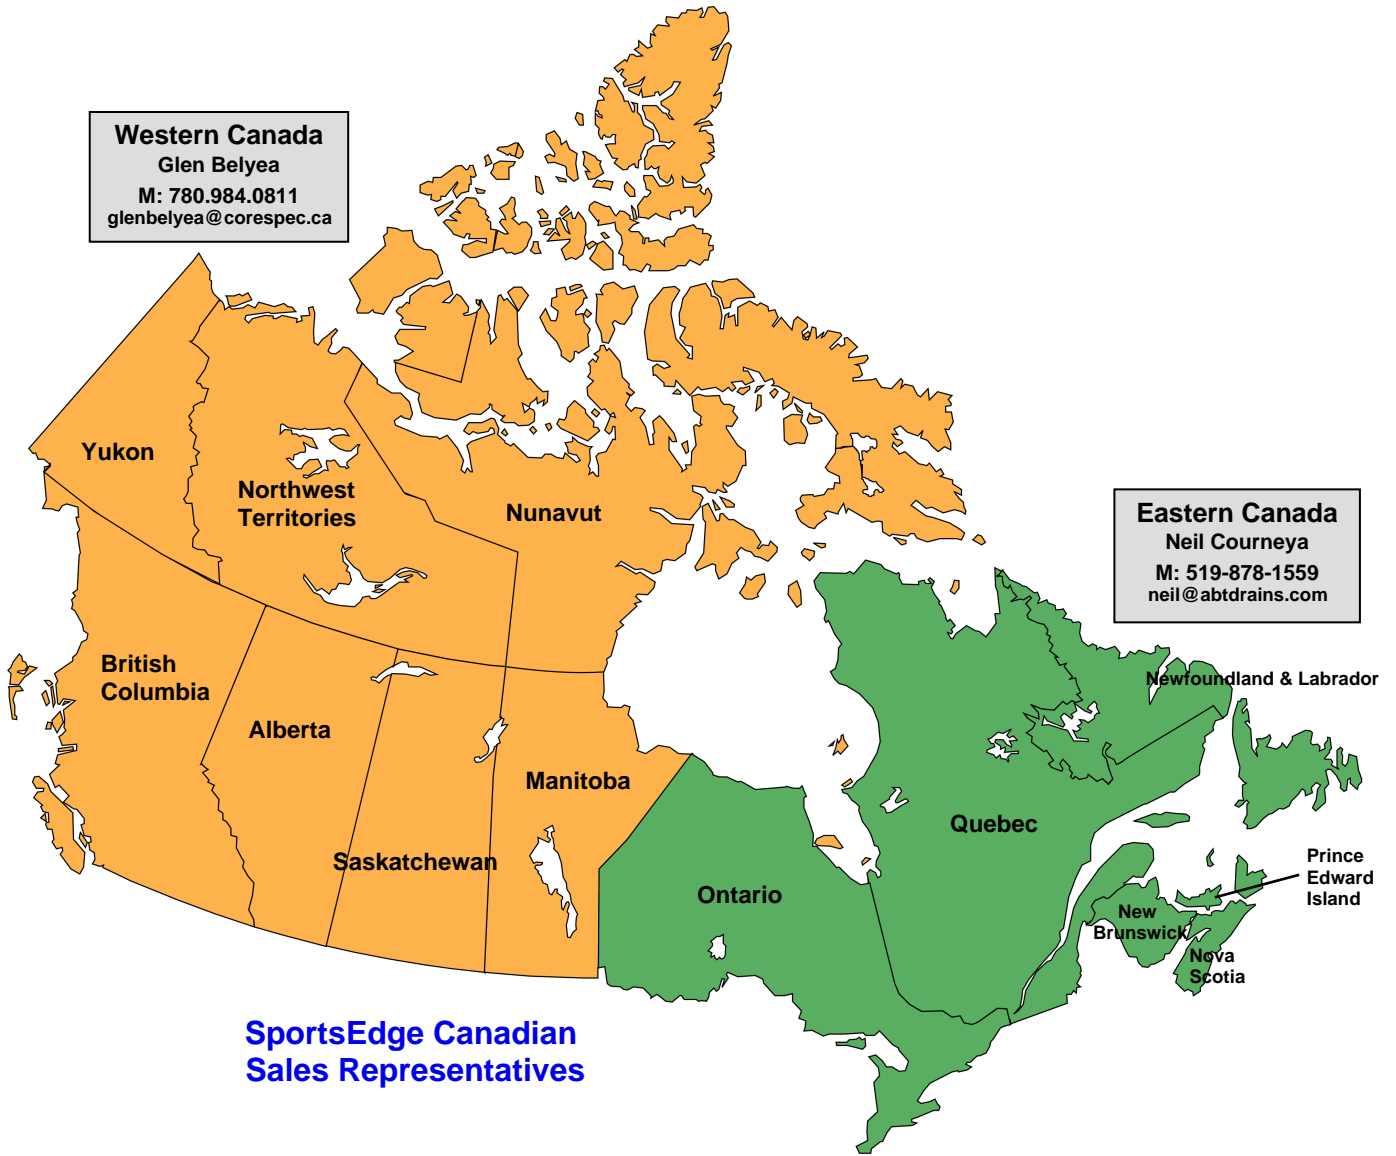 Western Canada
Glen Belyea
M: 780.984.0811
glenbelyea@corespec.ca
Yukon
Northwest
Territories
Nunavut
Eastern Canada
Neil Courneya
M: 519-878-1559
neil@abtdrains.com
British
Columbia
Alberta
Saskatchewan
Manitoba
Ontario
Quebec
Newfoundland & Labrador
Prince
Edward
Island
New
Brunswick
Nova
Scotia
SportsEdge Canadian
Sales Representatives